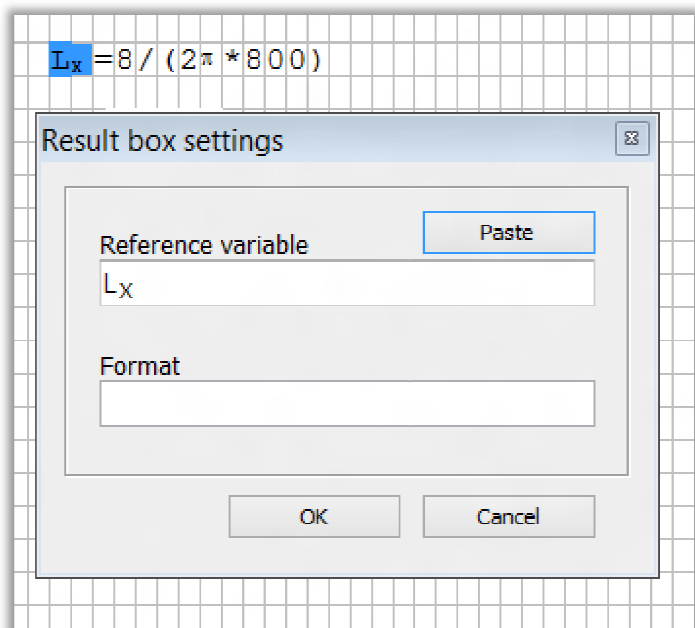 Lₓ=8/(2π*800)
Result box settings
Paste
Reference variable
Lₓ
Format
OK
Cancel